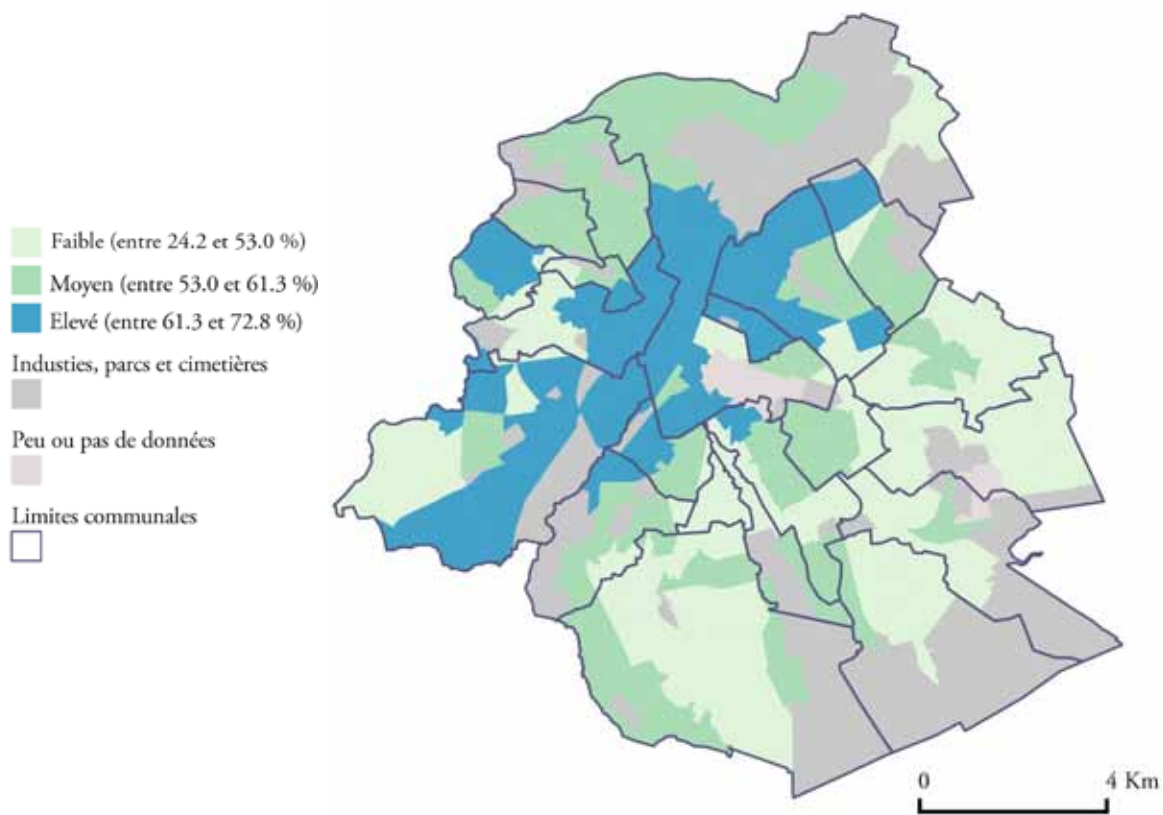 Faible (entre 24.2 et 53.0 %)
Moyen (entre 53.0 et 61.3 %)
Elevé (entre 61.3 et 72.8 %)
Industies, parcs et cimetières
Peu ou pas de données
Limites communales
0 4 Km